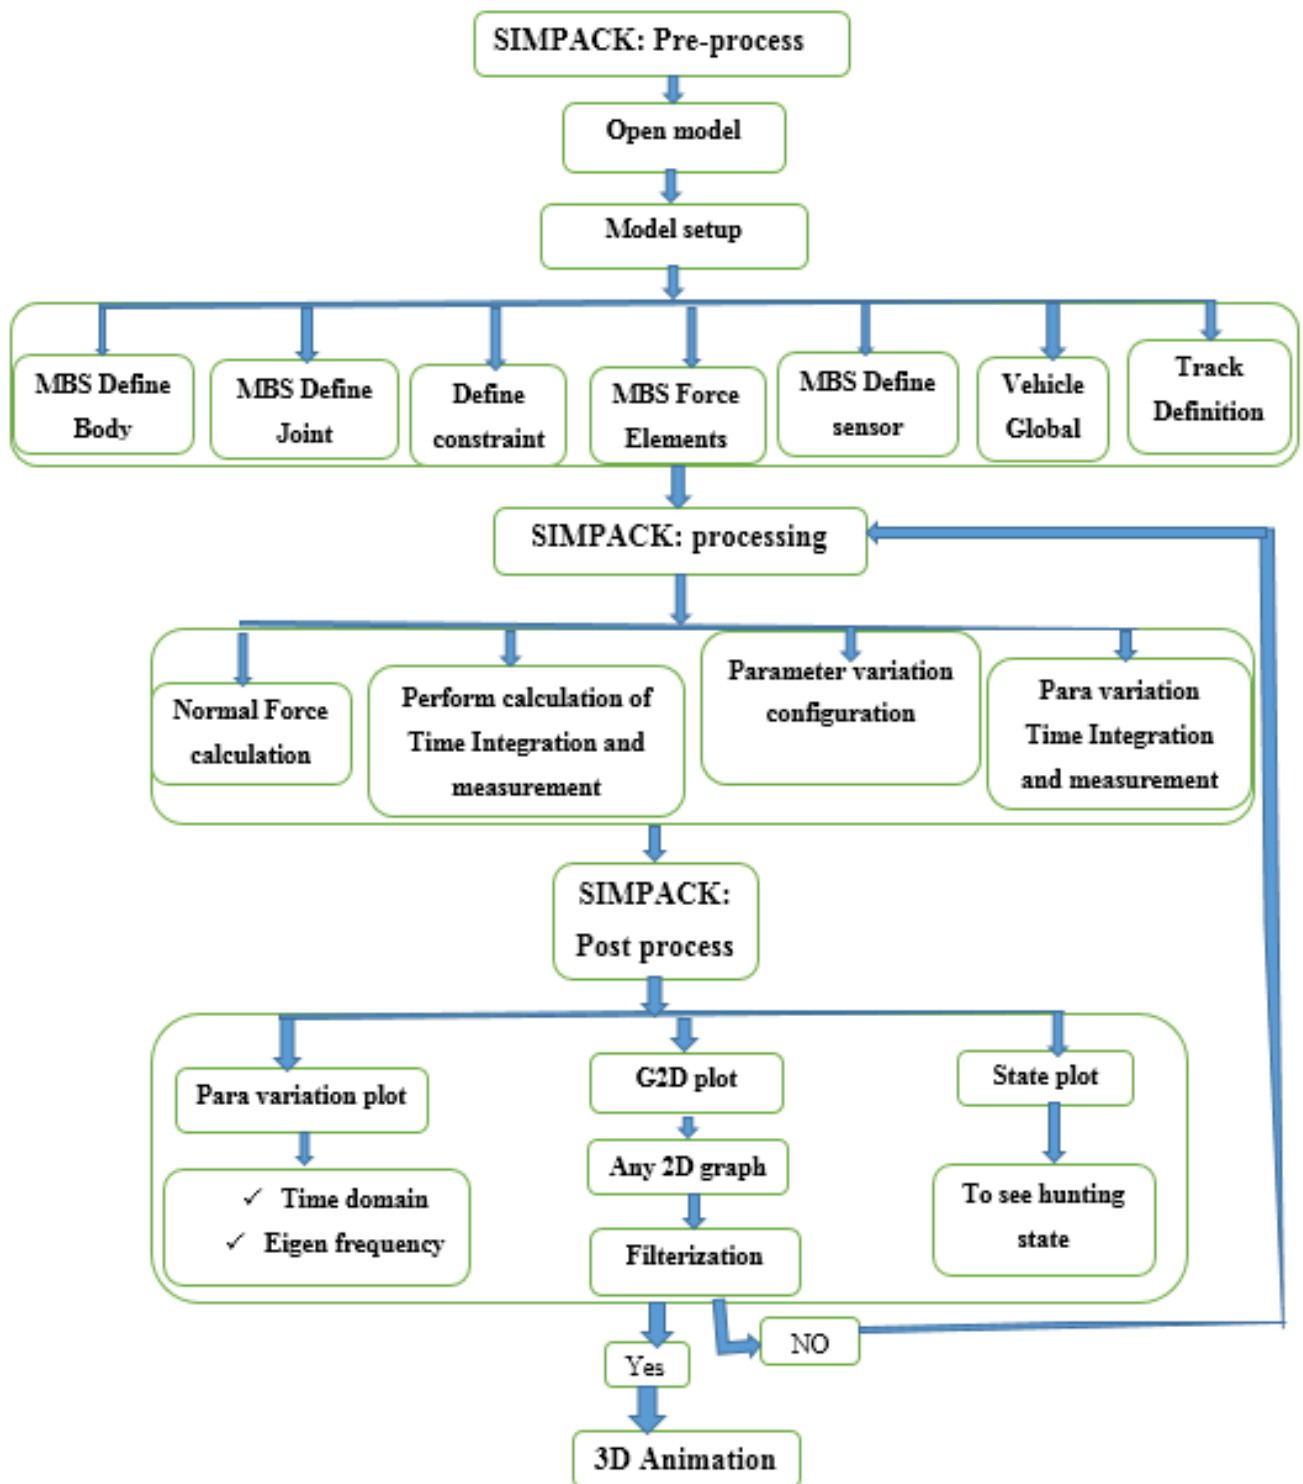 SIMPACK: Pre-process
Open model
Model setup
MBS Define
Body
MBS Define
Joint
Define
constraint
MBS Force
Elements
MBS Define
sensor
Vehicle
Global
Track
Definition
SIMPACK: processing
Normal Force
calculation
Perform calculation of
Time Integration and
measurement
Parameter variation
configuration
Para variation
Time Integration
and measurement
SIMPACK:
Post process
Para variation plot
✓ Time domain
✓ Eigen frequency
G2D plot
Any 2D graph
Filterization
State plot
To see hunting
state
Yes
NO
3D Animation